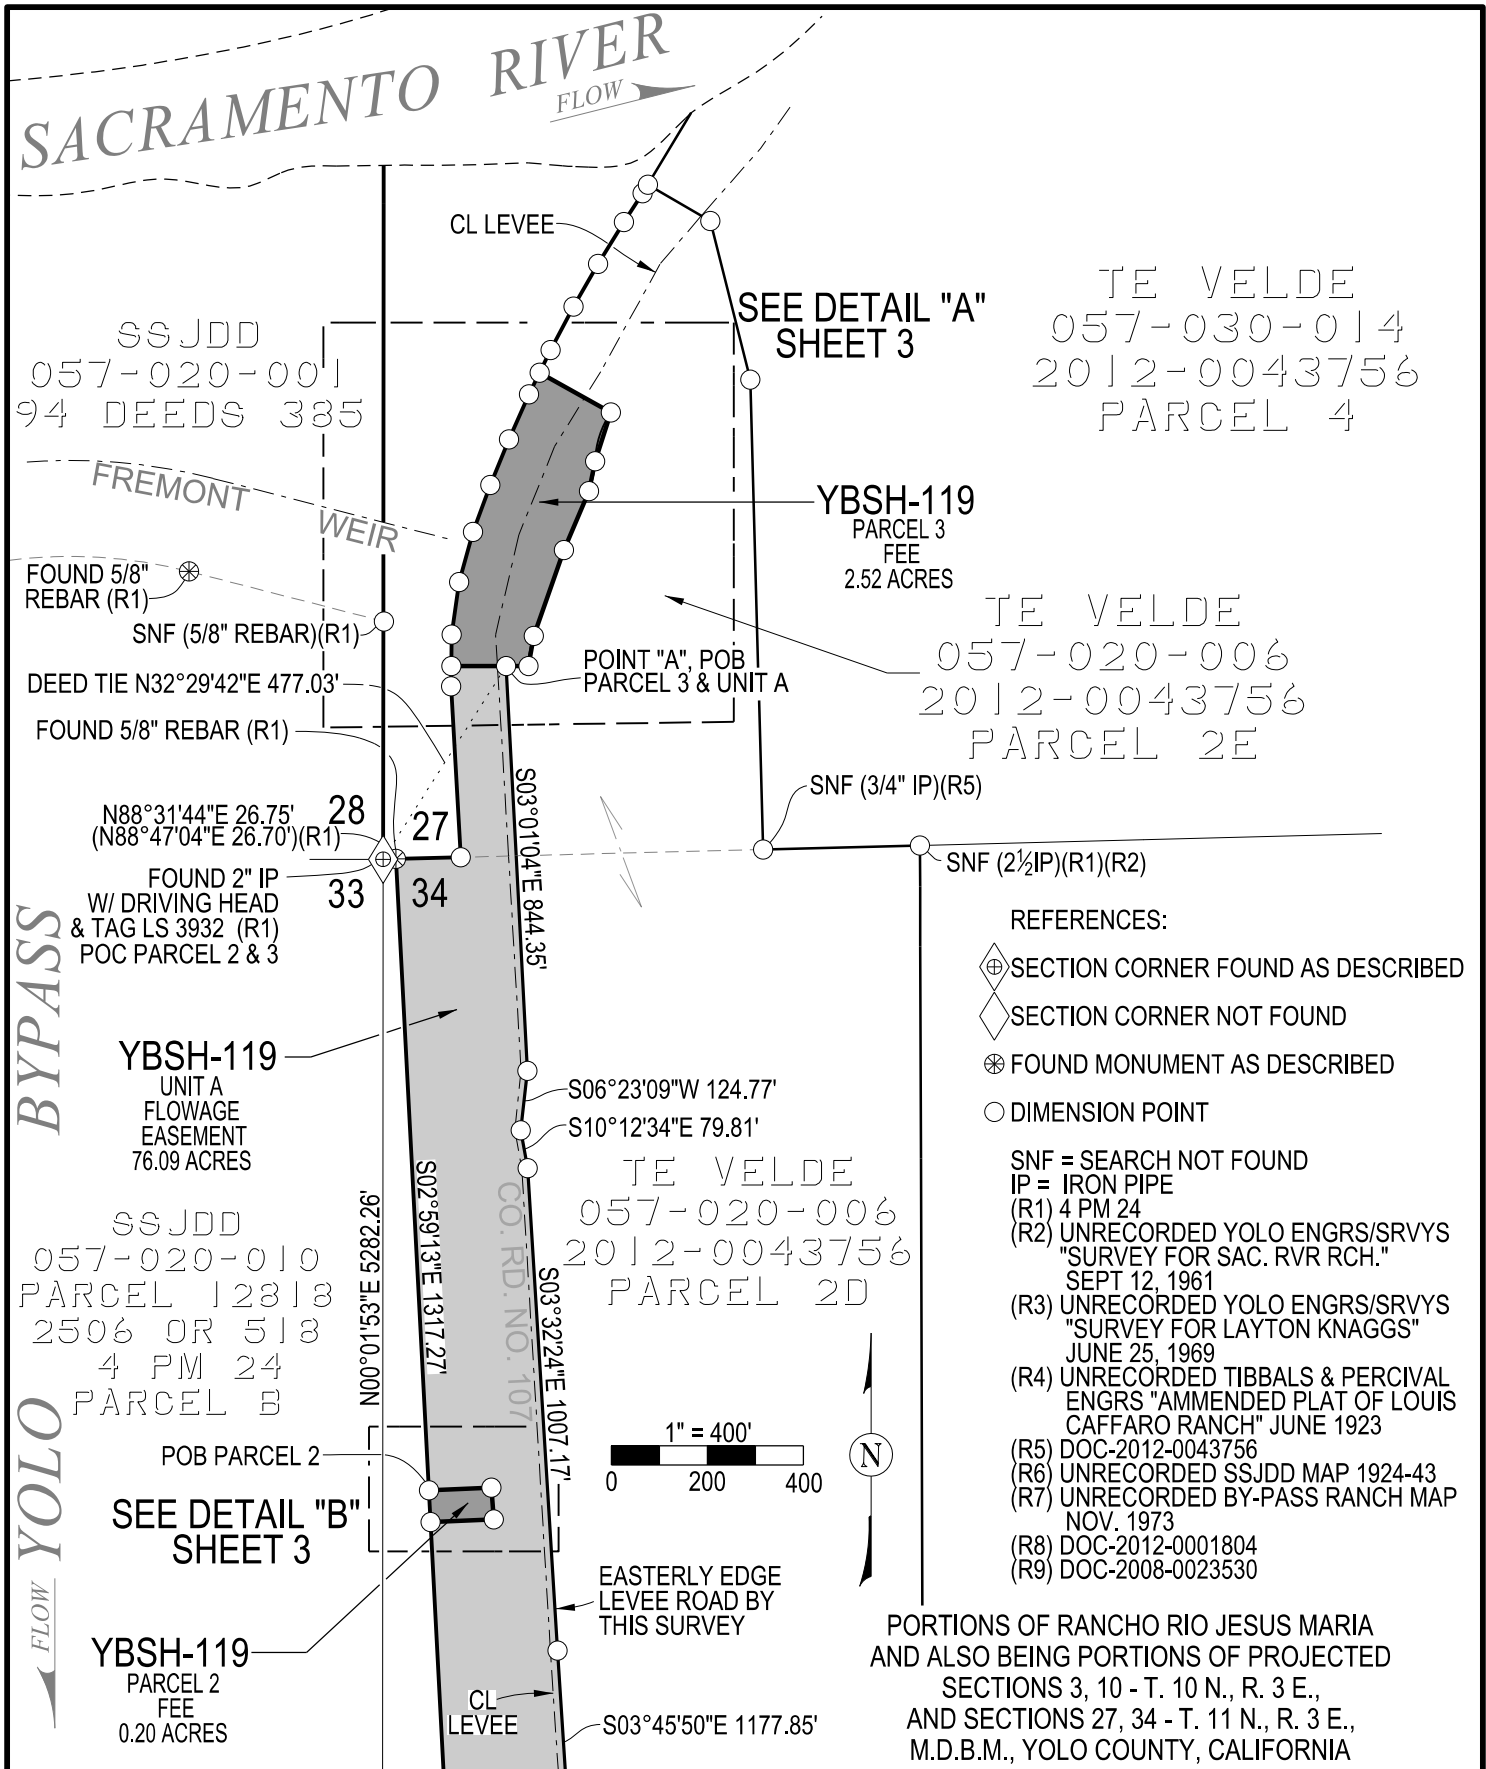 SACRAMENTO RIVER
FLOW
CL LEVEE
SEE DETAIL "A"
SHEET 3
TE VELDE
057-030-014
2012-0043756
PARCEL 4
SSJDD
057-020-001
94 DEEDS 385
FREMONT WEIR
YBSH-119
PARCEL 3
FEE
2.52 ACRES
FOUND 5/8"
REBAR (R1)
SNF (5/8" REBAR)(R1)
TE VELDE
057-020-006
2012-0043756
PARCEL 2E
POINT "A", POB
PARCEL 3 & UNIT A
DEED TIE N32°29'42"E 477.03'
FOUND 5/8" REBAR (R1)
S03°01'04"E 844.35'
SNF (3/4" IP)(R5)
N88°31'44"E 26.75'
(N88°47'04"E 26.70')(R1)
28
27
33
34
SNF (2½IP)(R1)(R2)
FOUND 2" IP
W/ DRIVING HEAD
& TAG LS 3932 (R1)
POC PARCEL 2 & 3
REFERENCES:
SECTION CORNER FOUND AS DESCRIBED
SECTION CORNER NOT FOUND
FOUND MONUMENT AS DESCRIBED
DIMENSION POINT
SNF = SEARCH NOT FOUND
IP = IRON PIPE
(R1) 4 PM 24
(R2) UNRECORDED YOLO ENGRS/SRVYS
"SURVEY FOR SAC. RVR RCH."
SEPT 12, 1961
(R3) UNRECORDED YOLO ENGRS/SRVYS
"SURVEY FOR LAYTON KNAGGS"
JUNE 25, 1969
(R4) UNRECORDED TIBBALS & PERCIVAL
ENGRS "AMMENDED PLAT OF LOUIS
CAFFARO RANCH" JUNE 1923
(R5) DOC-2012-0043756
(R6) UNRECORDED SSJDD MAP 1924-43
(R7) UNRECORDED BY-PASS RANCH MAP
NOV. 1973
(R8) DOC-2012-0001804
(R9) DOC-2008-0023530
YBSH-119
UNIT A
FLOWAGE
EASEMENT
76.09 ACRES
S06°23'09"W 124.77'
S10°12'34"E 79.81'
TE VELDE
057-020-006
2012-0043756
PARCEL 2D
SSJDD
057-020-010
PARCEL 12818
2506 OR 518
4 PM 24
PARCEL B
N00°01'53"E 5282.26'
S02°59'13"E 1317.27'
CO. RD. NO. 107
S03°32'24"E 1007.17'
YOLO BYPASS
FLOW
POB PARCEL 2
SEE DETAIL "B"
SHEET 3
1" = 400'
0 200 400
N
EASTERLY EDGE
LEVEE ROAD BY
THIS SURVEY
YBSH-119
PARCEL 2
FEE
0.20 ACRES
CL
LEVEE
S03°45'50"E 1177.85'
PORTIONS OF RANCHO RIO JESUS MARIA
AND ALSO BEING PORTIONS OF PROJECTED
SECTIONS 3, 10 - T. 10 N., R. 3 E.,
AND SECTIONS 27, 34 - T. 11 N., R. 3 E.,
M.D.B.M., YOLO COUNTY, CALIFORNIA